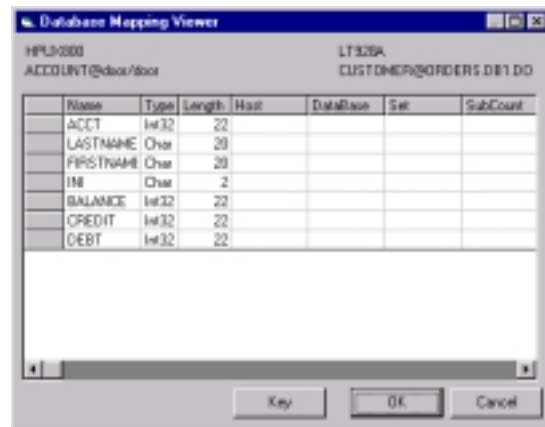 Database Mapping Viewer
ACCOUNT@door/door
CUSTOMER@ORDERS.DB1.DO
Name Type Length Host DataBase Set SubCount
ACCT Int32 22
LASTNAME Char 20
FIRSTNAME Char 20
INI Char 2
BALANCE Int32 22
CREDIT Int32 22
DEBT Int32 22
Key OK Cancel